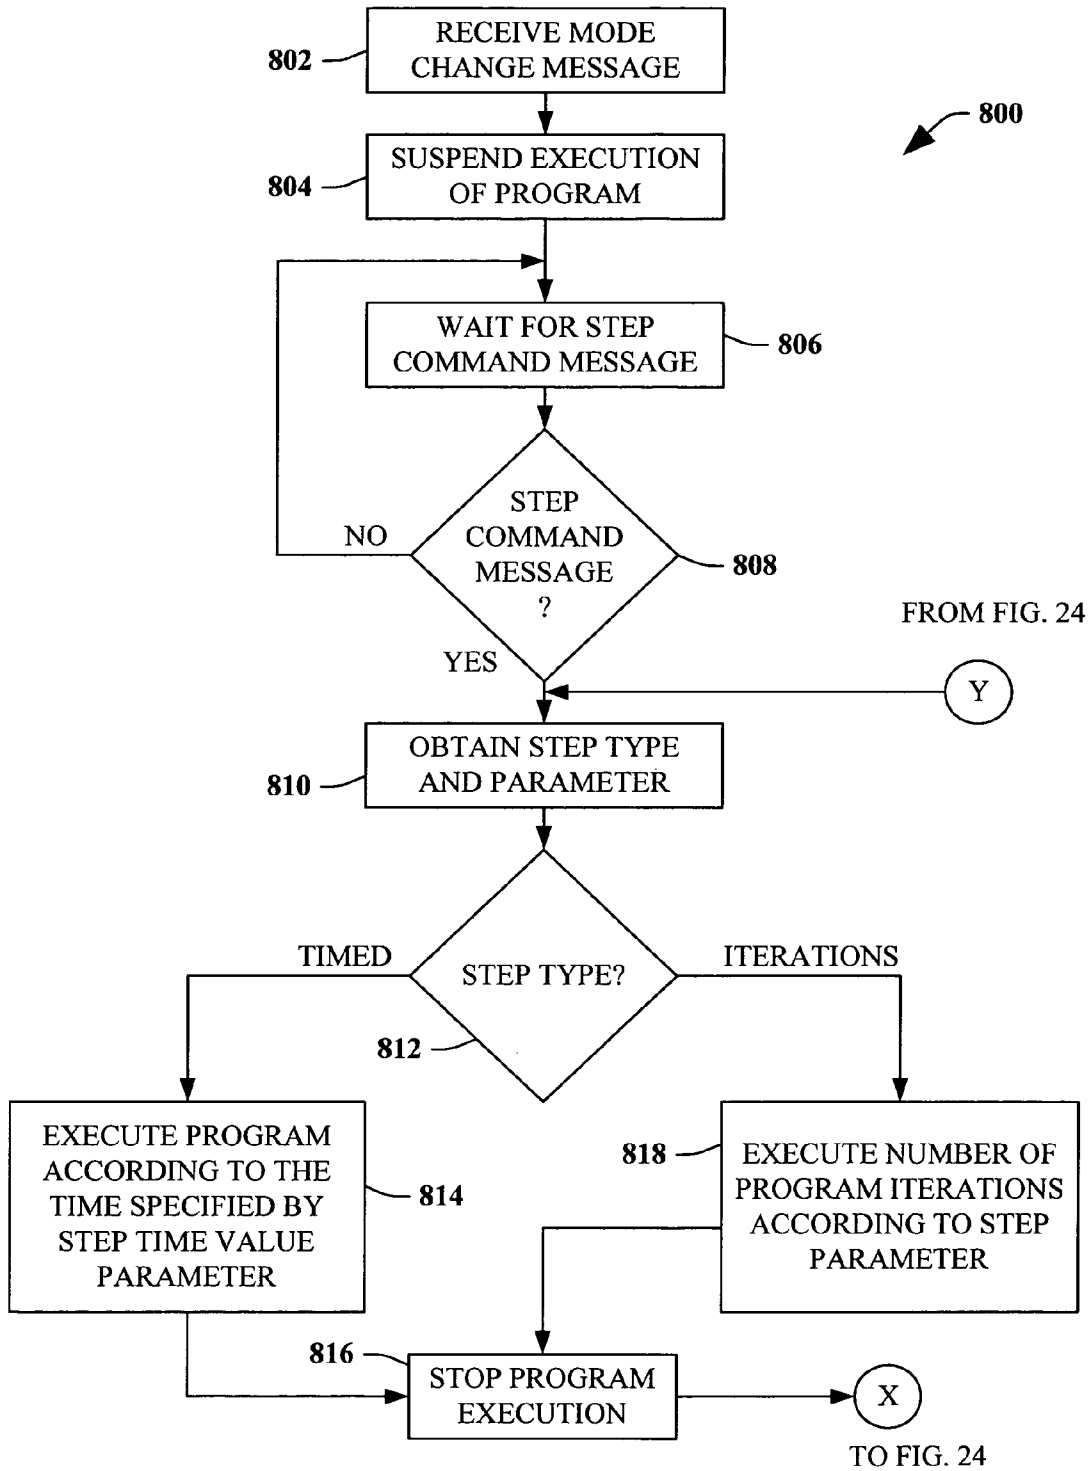 RECEIVE MODE
CHANGE MESSAGE
802
800
SUSPEND EXECUTION
OF PROGRAM
804
WAIT FOR STEP
COMMAND MESSAGE
806
STEP
COMMAND
MESSAGE
?
NO
808
YES
FROM FIG. 24
Y
OBTAIN STEP TYPE
AND PARAMETER
810
TIMED
STEP TYPE?
ITERATIONS
812
EXECUTE PROGRAM
ACCORDING TO THE
TIME SPECIFIED BY
STEP TIME VALUE
PARAMETER
814
818
EXECUTE NUMBER OF
PROGRAM ITERATIONS
ACCORDING TO STEP
PARAMETER
816
STOP PROGRAM
EXECUTION
X
TO FIG. 24